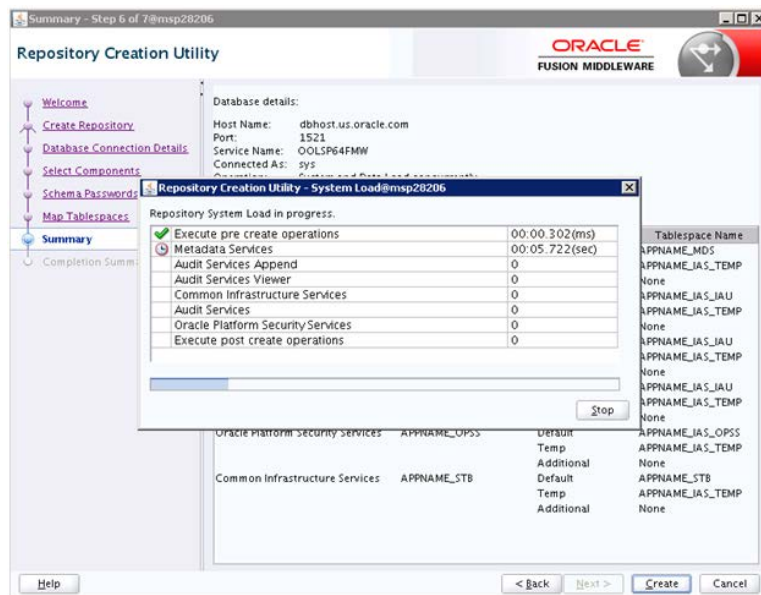 Summary - Step 6 of 7@msp28206
Repository Creation Utility
ORACLE
FUSION MIDDLEWARE
Welcome
Create Repository
Database Connection Details
Select Components
Schema Passwords
Map Tablespaces
Summary
Completion Summ
Database details:
Host Name: dbhost.us.oracle.com
Port: 1521
Service Name: OOLSP64FMW
Connected As: sys
Repository Creation Utility - System Load@msp28206
Repository System Load in progress.
Execute pre create operations 00:00.302(ms)
Metadata Services 00:05.722(sec)
Audit Services Append 0
Audit Services Viewer 0
Common Infrastructure Services 0
Audit Services 0
Oracle Platform Security Services 0
Execute post create operations 0
Stop
Tablespace Name
APPNAME_MDS
APPNAME_IAS_TEMP
None
APPNAME_IAS_IAU
APPNAME_IAS_TEMP
None
APPNAME_IAS_IAU
APPNAME_IAS_TEMP
None
APPNAME_IAS_IAU
APPNAME_IAS_TEMP
None
Oracle Platform Security Services APPNAME_OPSS Default APPNAME_IAS_OPSS
Temp APPNAME_IAS_TEMP
Additional None
Common Infrastructure Services APPNAME_STB Default APPNAME_STB
Temp APPNAME_IAS_TEMP
Additional None
Help
< Back
Next >
Create
Cancel